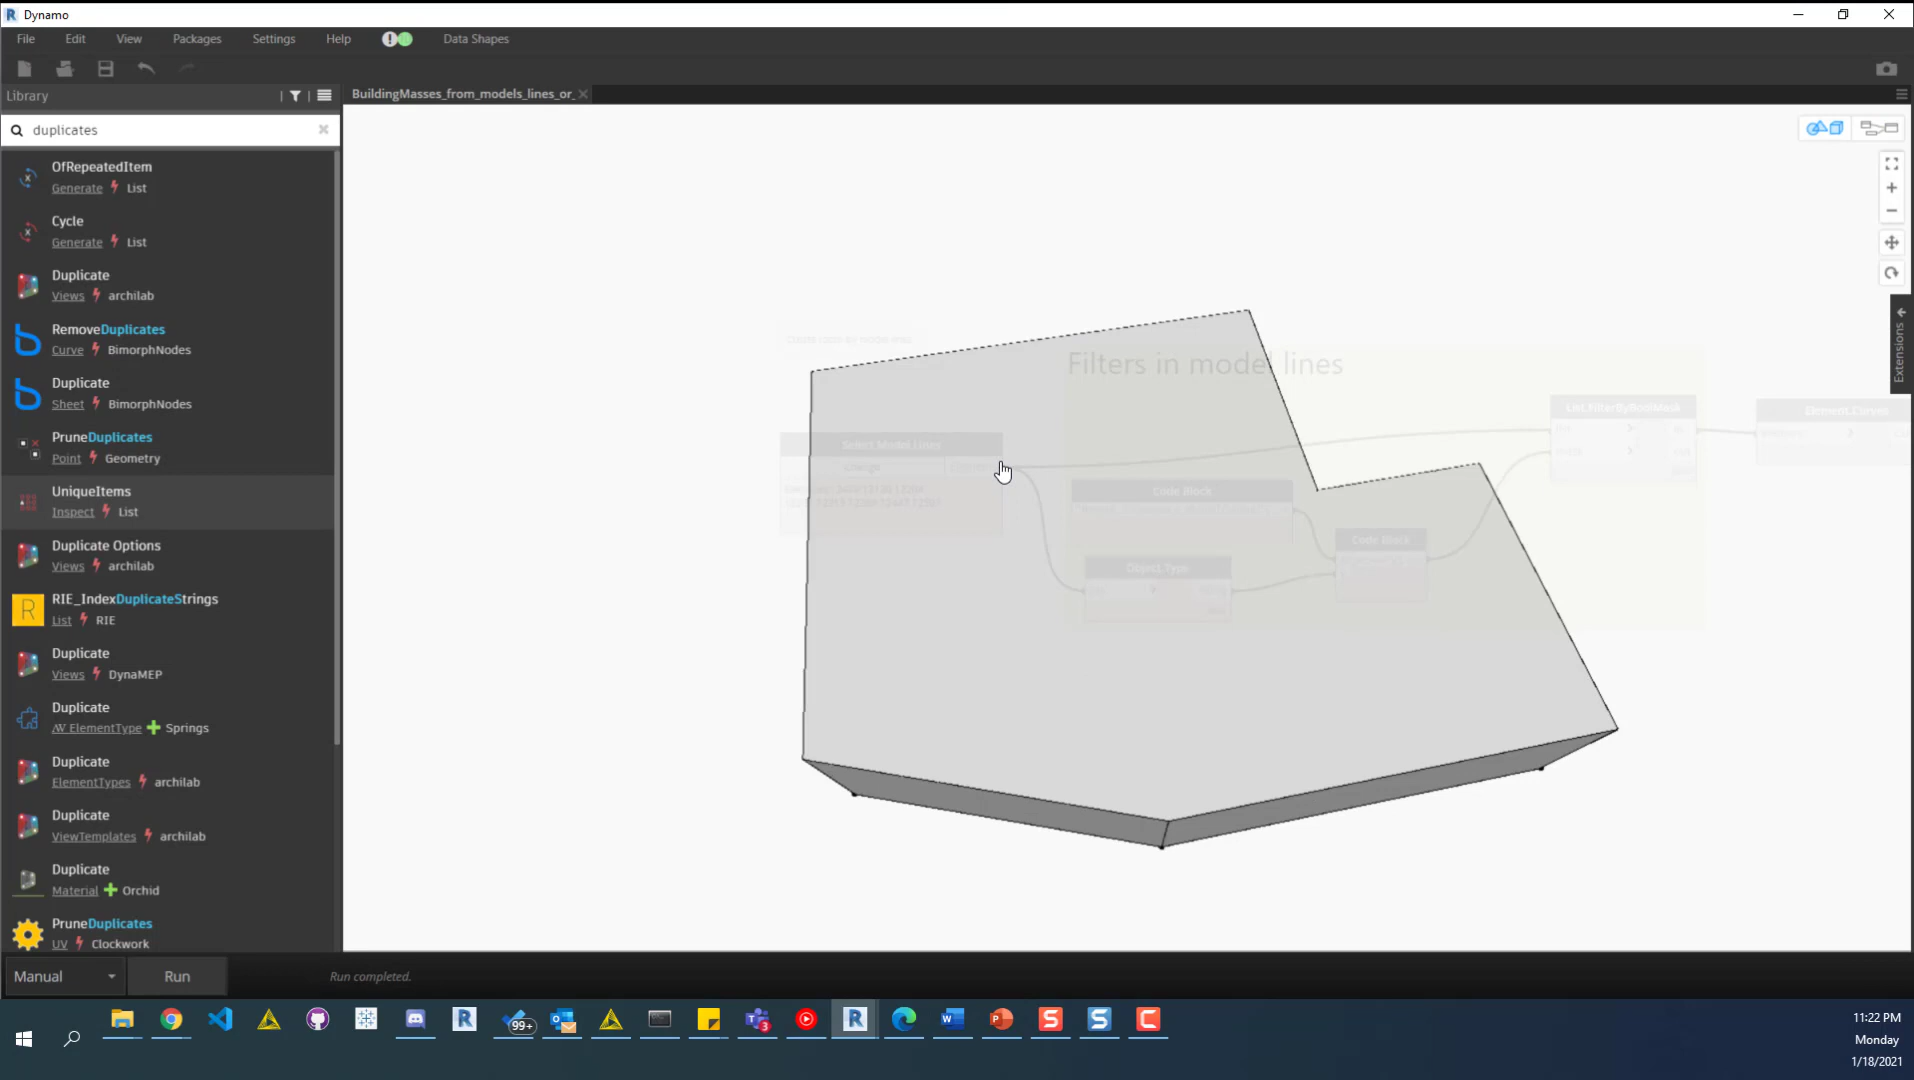 Dynamo
File Edit View Packages Settings Help Data Shapes
Library
BuildingMasses_from_models_lines_or_
duplicates
OfRepeatedItem
Generate List
Cycle
Generate List
Duplicate
Views archilab
RemoveDuplicates
Curve BimorphNodes
Duplicate
Sheet BimorphNodes
PruneDuplicates
Point Geometry
UniqueItems
Inspect List
Duplicate Options
Views archilab
RIE_IndexDuplicateStrings
List RIE
Duplicate
Views DynaMEP
Duplicate
ElementType Springs
Duplicate
ElementTypes archilab
Duplicate
ViewTemplates archilab
Duplicate
Material Orchid
PruneDuplicates
UV Clockwork
Filters in model lines
Select Model Lines
Change
Code Block
Object.Type
Code Block
List.FilterByBoolMask
Element.Curves
Extensions
Manual
Run
Run completed.
99+
3
11:22 PM
Monday
1/18/2021